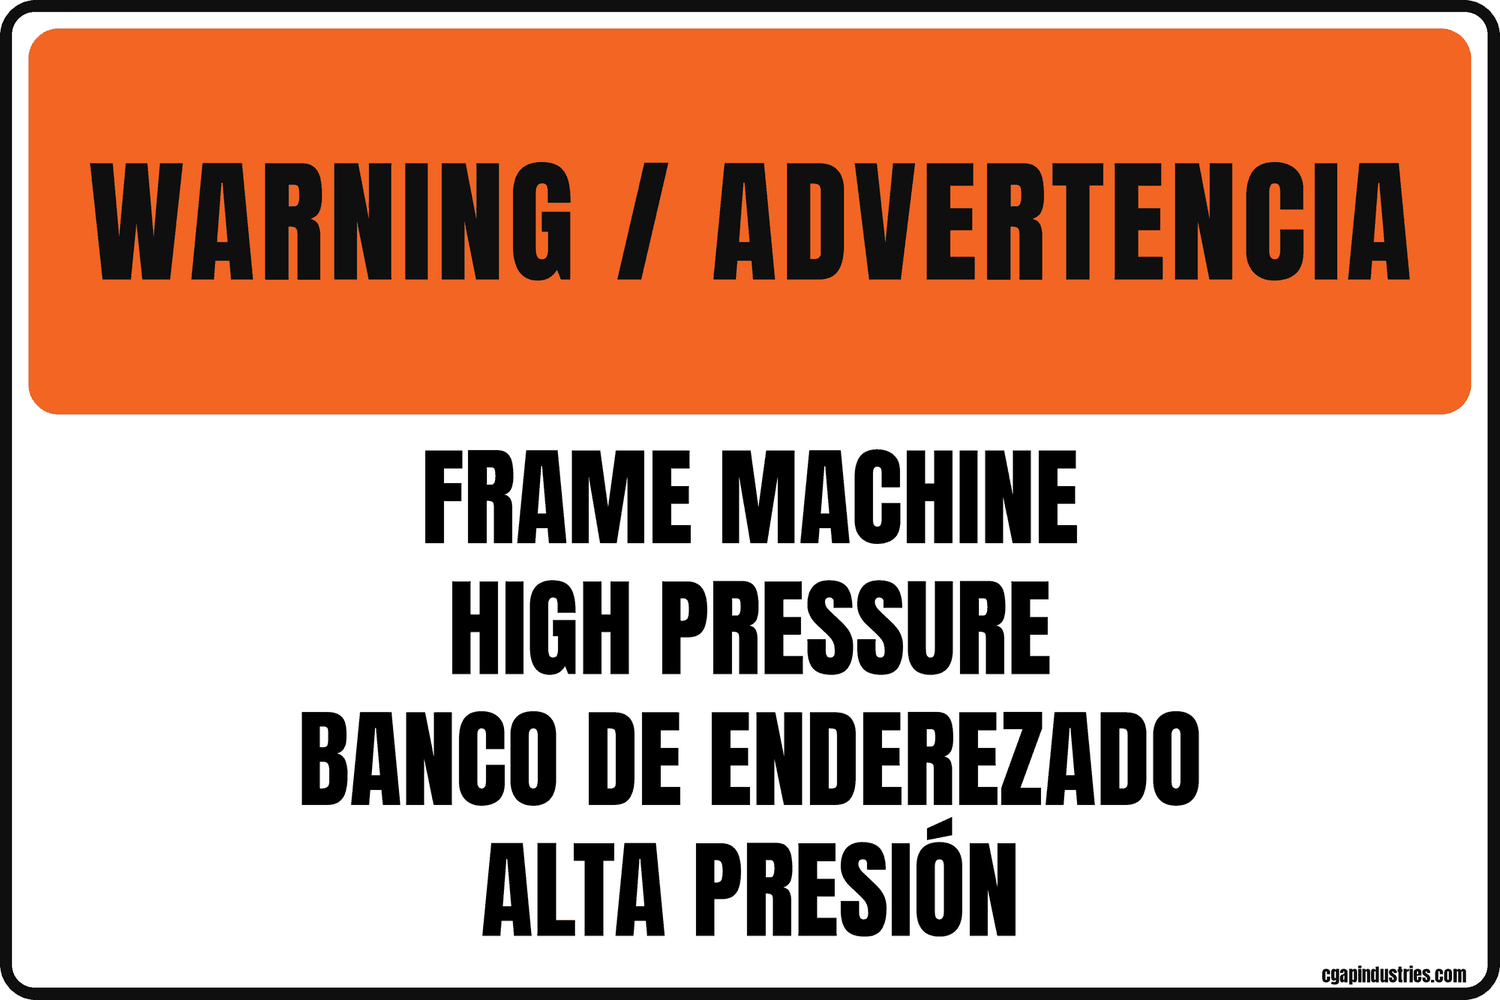 WARNING / ADVERTENCIA
FRAME MACHINE
HIGH PRESSURE
BANCO DE ENDEREZADO
ALTA PRESIÓN
cgapindustries.com